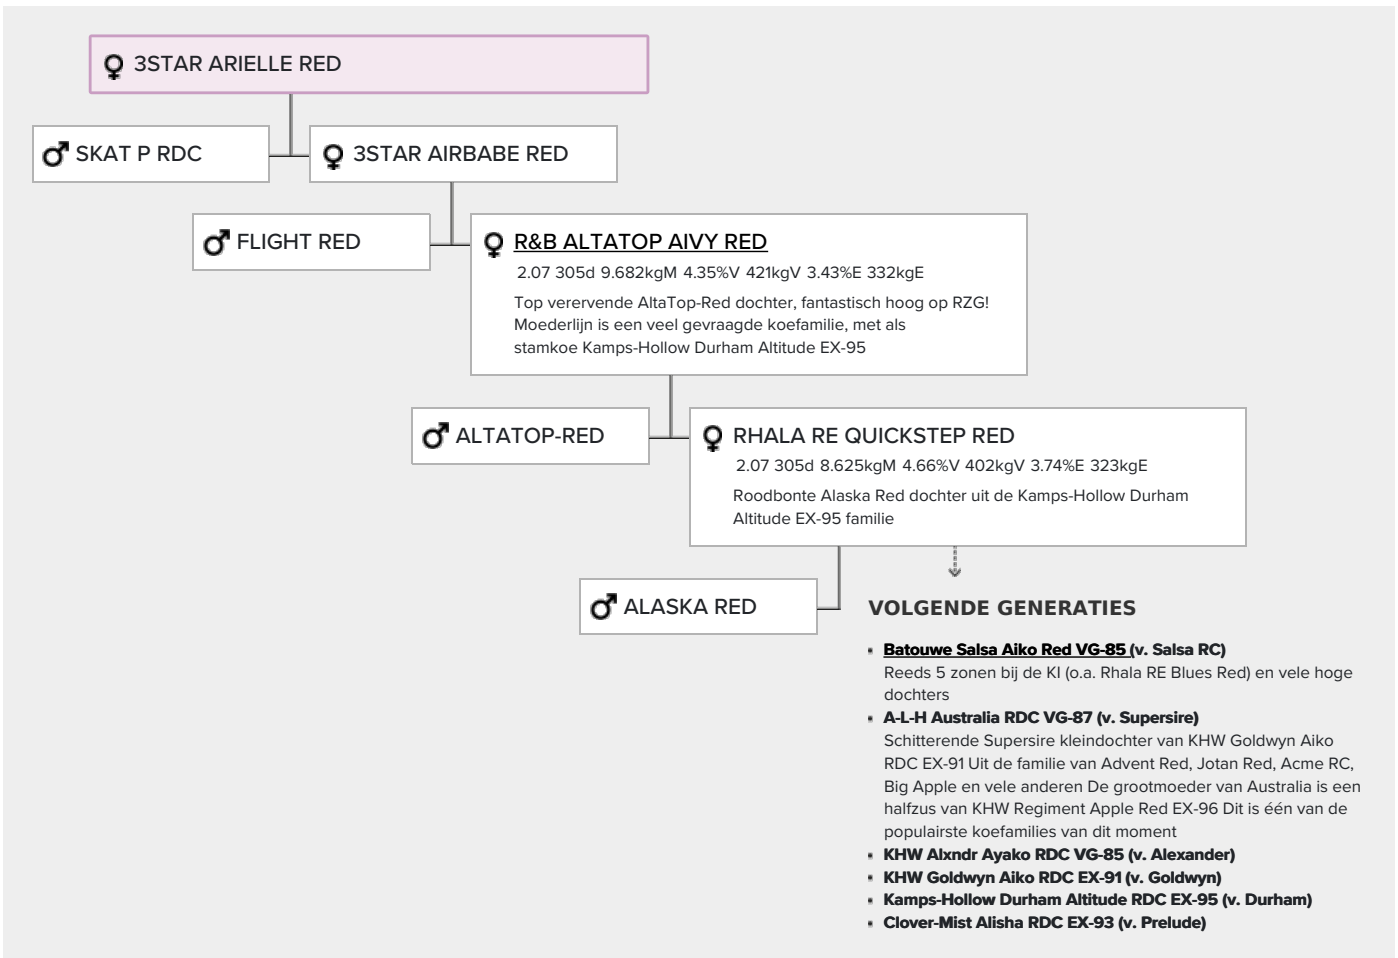 3STAR ARIELLE RED
SKAT P RDC
3STAR AIRBABE RED
FLIGHT RED
R&B ALTATOP AIVY RED
2.07 305d 9.682kgM 4.35%V 421kgV 3.43%E 332kgE
Top verervende AltaTop-Red dochter, fantastisch hoog op RZG!
Moederlijn is een veel gevraagde koefamilie, met als
stamkoe Kamps-Hollow Durham Altitude EX-95
ALTATOP-RED
RHALA RE QUICKSTEP RED
2.07 305d 8.625kgM 4.66%V 402kgV 3.74%E 323kgE
Roodbonte Alaska Red dochter uit de Kamps-Hollow Durham
Altitude EX-95 familie
ALASKA RED
VOLGENDE GENERATIES
Batouwe Salsa Aiko Red VG-85 (v. Salsa RC)
Reeds 5 zonen bij de KI (o.a. Rhala RE Blues Red) en vele hoge
dochters
A-L-H Australia RDC VG-87 (v. Supersire)
Schitterende Supersire kleindochter van KHW Goldwyn Aiko
RDC EX-91 Uit de familie van Advent Red, Jotan Red, Acme RC,
Big Apple en vele anderen De grootmoeder van Australia is een
halfzus van KHW Regiment Apple Red EX-96 Dit is één van de
populairste koefamilies van dit moment
KHW Alxndr Ayako RDC VG-85 (v. Alexander)
KHW Goldwyn Aiko RDC EX-91 (v. Goldwyn)
Kamps-Hollow Durham Altitude RDC EX-95 (v. Durham)
Clover-Mist Alisha RDC EX-93 (v. Prelude)